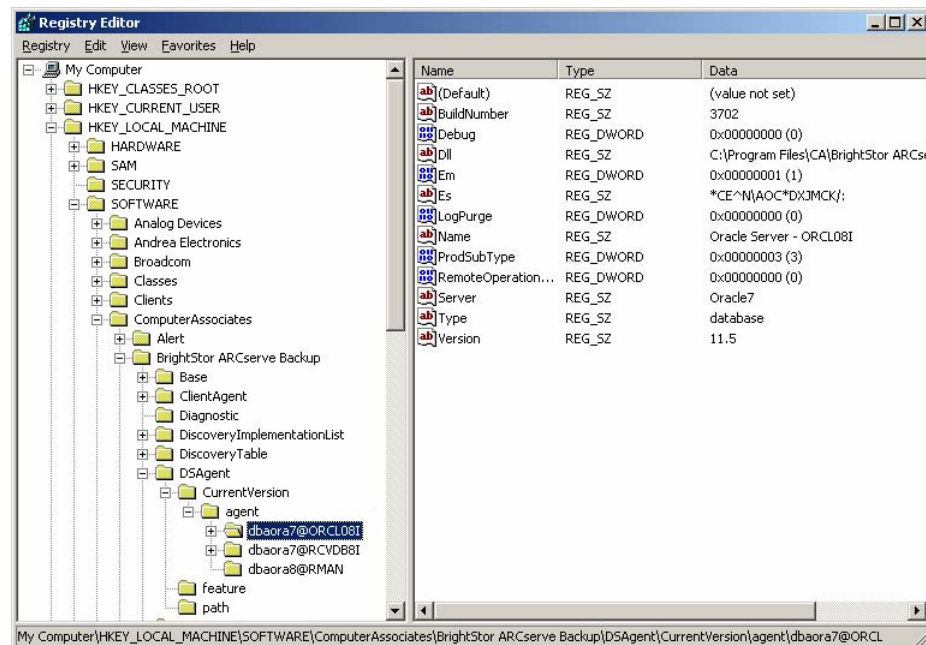 Registry Editor
Registry Edit View Favorites Help
My Computer
HKEY_CLASSES_ROOT
HKEY_CURRENT_USER
HKEY_LOCAL_MACHINE
HARDWARE
SAM
SECURITY
SOFTWARE
Analog Devices
Andrea Electronics
Broadcom
Classes
Clients
ComputerAssociates
Alert
BrightStor ARCserve Backup
Base
ClientAgent
Diagnostic
DiscoveryImplementationList
DiscoveryTable
DSAgent
CurrentVersion
agent
dbaora7@ORCL08I
dbaora7@RCVDB8I
dbaora8@RMAN
feature
path
Name Type Data
(Default) REG_SZ (value not set)
BuildNumber REG_SZ 3702
Debug REG_DWORD 0x00000000 (0)
Dll REG_SZ C:\Program Files\CA\BrightStor ARCse
Em REG_DWORD 0x00000001 (1)
Es REG_SZ *CE^N\AOC*DXJMCK/:
LogPurge REG_DWORD 0x00000000 (0)
Name REG_SZ Oracle Server - ORCL08I
ProdSubType REG_DWORD 0x00000003 (3)
RemoteOperation... REG_DWORD 0x00000000 (0)
Server REG_SZ Oracle7
Type REG_SZ database
Version REG_SZ 11.5
My Computer\HKEY_LOCAL_MACHINE\SOFTWARE\ComputerAssociates\BrightStor ARCserve Backup\DSAgent\CurrentVersion\agent\dbaora7@ORCL